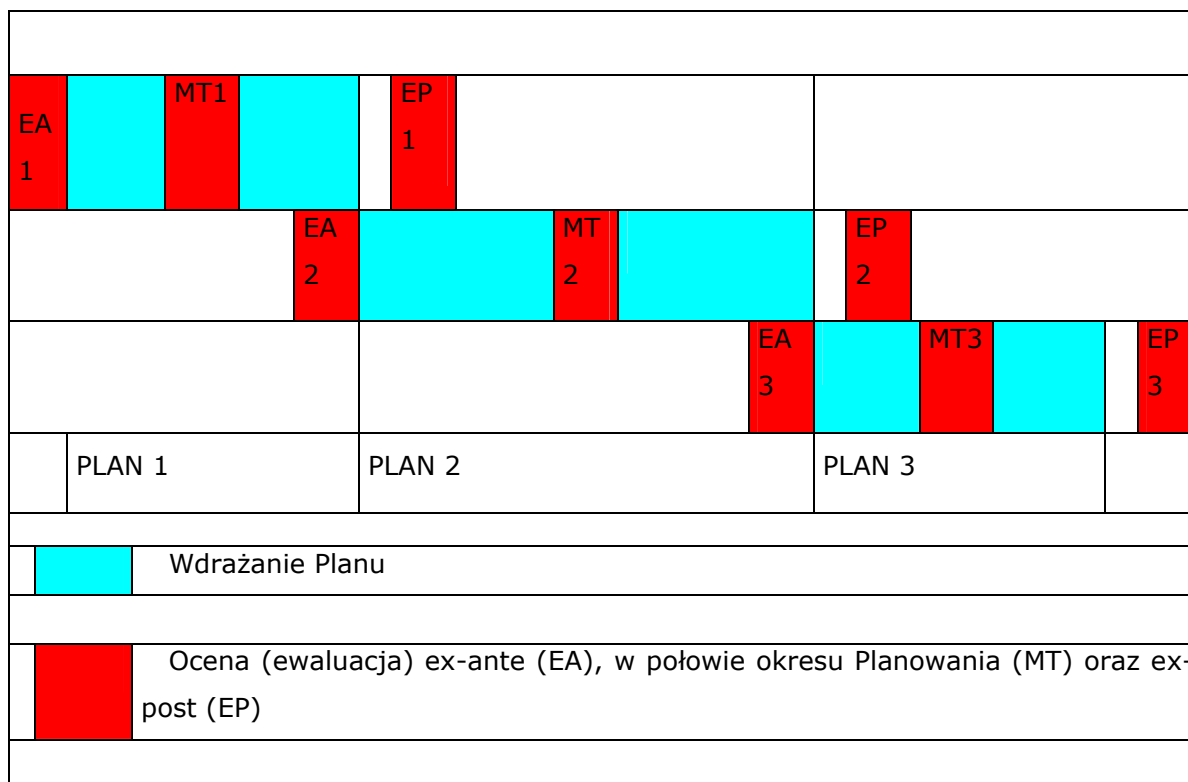 EA
1
MT1
EP
1
EA
2
MT
2
EP
2
EA
3
MT3
EP
3
PLAN 1
PLAN 2
PLAN 3
Wdrażanie Planu
Ocena (ewaluacja) ex-ante (EA), w połowie okresu Planowania (MT) oraz ex-
post (EP)